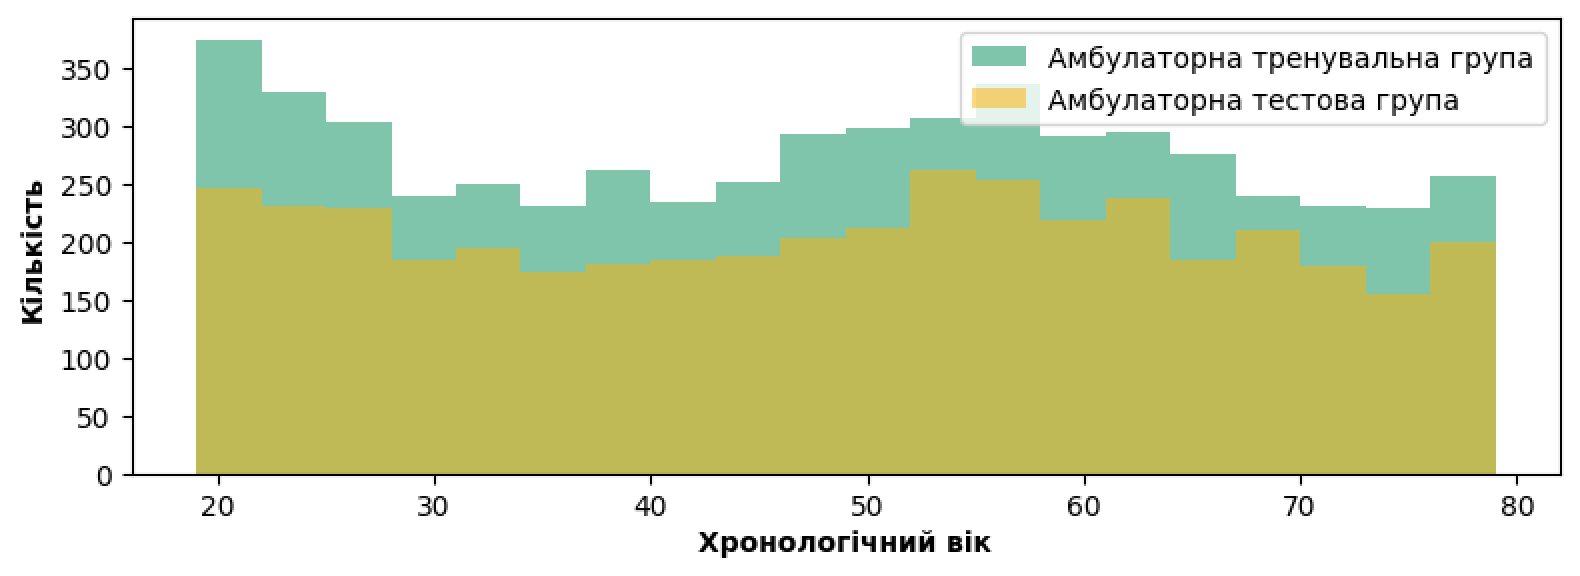 Амбулаторна тренувальна група
Амбулаторна тестова група
Кількість
350
300
250
200
150
100
50
0
20 30 40 50 60 70 80
Хронологічний вік